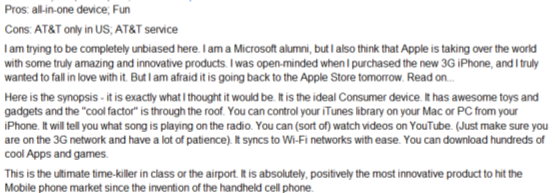 Pros: all-in-one device; Fun
Cons: AT&T only in US; AT&T service
I am trying to be completely unbiased here. I am a Microsoft alumni, but I also think that Apple is taking over the world
with some truly amazing and innovative products. I was open-minded when I purchased the new 3G iPhone, and I truly
wanted to fall in love with it. But I am afraid it is going back to the Apple Store tomorrow. Read on...
Here is the synopsis - it is exactly what I thought it would be. It is the ideal Consumer device. It has awesome toys and
gadgets and the "cool factor" is through the roof. You can control your iTunes library on your Mac or PC from your
iPhone. It will tell you what song is playing on the radio. You can (sort of) watch videos on YouTube. (Just make sure you
are on the 3G network and have a lot of patience). It syncs to Wi-Fi networks with ease. You can download hundreds of
cool Apps and games.
This is the ultimate time-killer in class or the airport. It is absolutely, positively the most innovative product to hit the
Mobile phone market since the invention of the handheld cell phone.